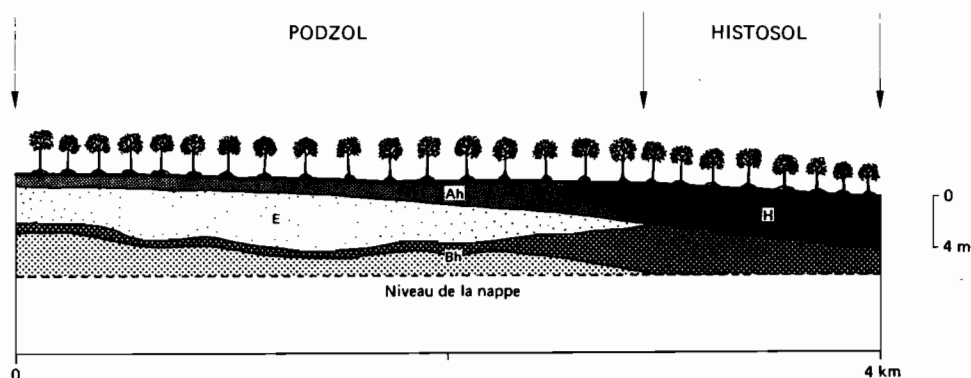 PODZOL HISTOSOL
Ah
0
E
H
4 m
Bh
Niveau de la nappe
0 4 km